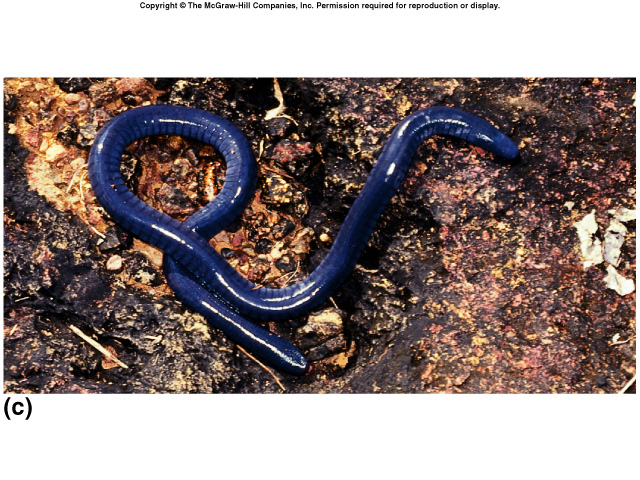 Copyright © The McGraw-Hill Companies, Inc. Permission required for reproduction or display.
(c)